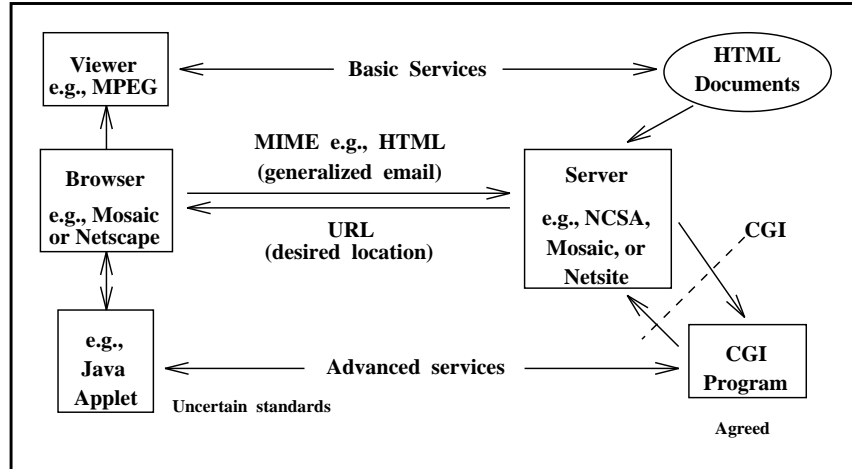 Viewer
e.g., MPEG
Basic Services
HTML
Documents
MIME e.g., HTML
(generalized email)
Browser
e.g., Mosaic
or Netscape
URL
(desired location)
Server
e.g., NCSA,
Mosaic, or
Netsite
CGI
e.g.,
Java
Applet
Advanced services
CGI
Program
Uncertain standards
Agreed